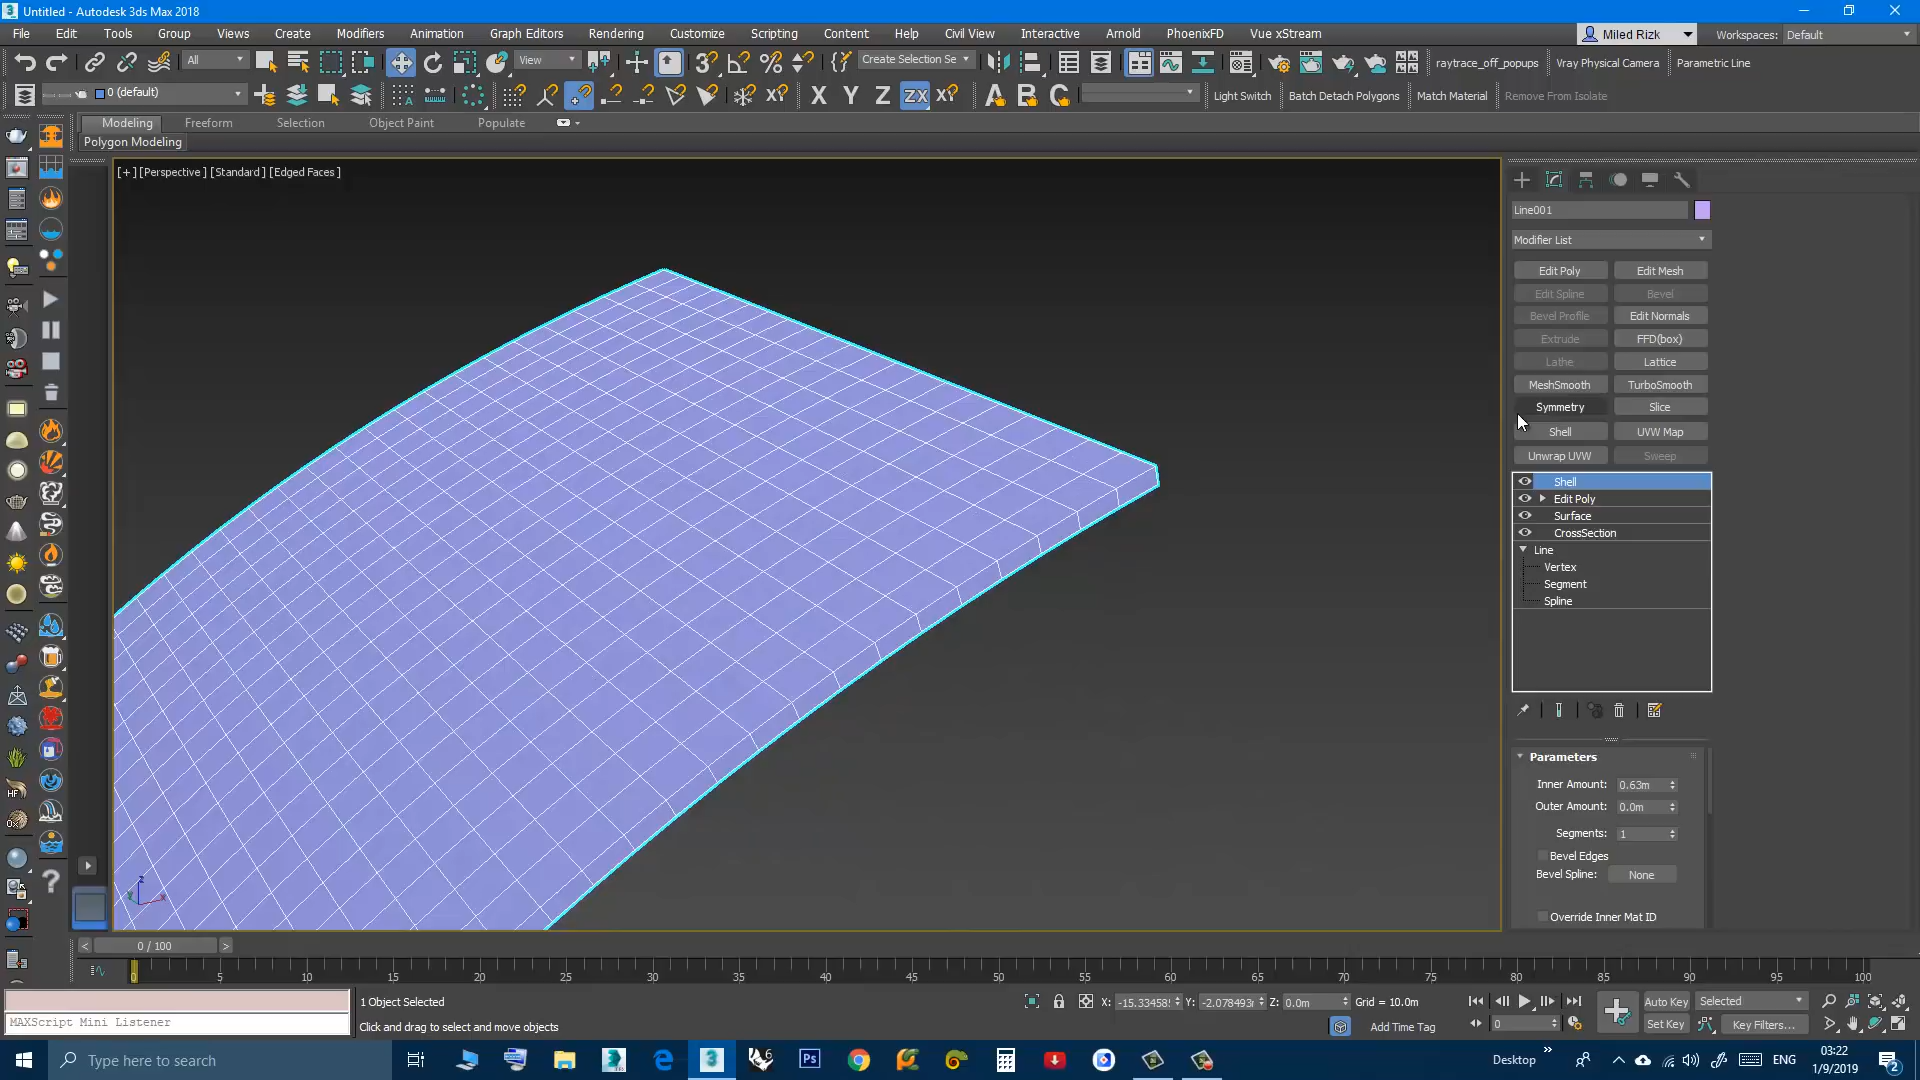 Untitled - Autodesk 3ds Max 2018
File Edit Tools Group Views Create Modifiers Animation Graph Editors Rendering Customize Scripting Content Help Civil View Interactive Arnold PhoenixFD Vue xStream Miled Rizk Workspaces: Default
All View Create Selection Se raytrace_off_popups Vray Physical Camera Parametric Line
0 (default) X Y Z ZX XY A B C Light Switch Batch Detach Polygons Match Material Remove From Isolate
Modeling Freeform Selection Object Paint Populate
Polygon Modeling
[+] [Perspective ] [Standard ] [Edged Faces ]
Line001
Modifier List
Edit Poly Edit Mesh
Edit Spline Bevel
Bevel Profile Edit Normals
Extrude FFD(box)
Lathe Lattice
MeshSmooth TurboSmooth
Symmetry Slice
Shell UVW Map
Unwrap UVW Sweep
Shell
Edit Poly
Surface
CrossSection
Line
Vertex
Segment
Spline
Parameters
Inner Amount: 0.63m
Outer Amount: 0.0m
Segments: 1
Bevel Edges
Bevel Spline: None
Override Inner Mat ID
0 / 100
0 5 10 15 20 25 30 35 40 45 50 55 60 65 70 75 80 85 90 95 100
1 Object Selected X: -15.33458 Y: -2.078493 Z: 0.0m Grid = 10.0m Auto Key Selected
MAXScript Mini Listener Click and drag to select and move objects Add Time Tag 0 Set Key Key Filters...
Type here to search Desktop ENG 03:22
1/9/2019 2